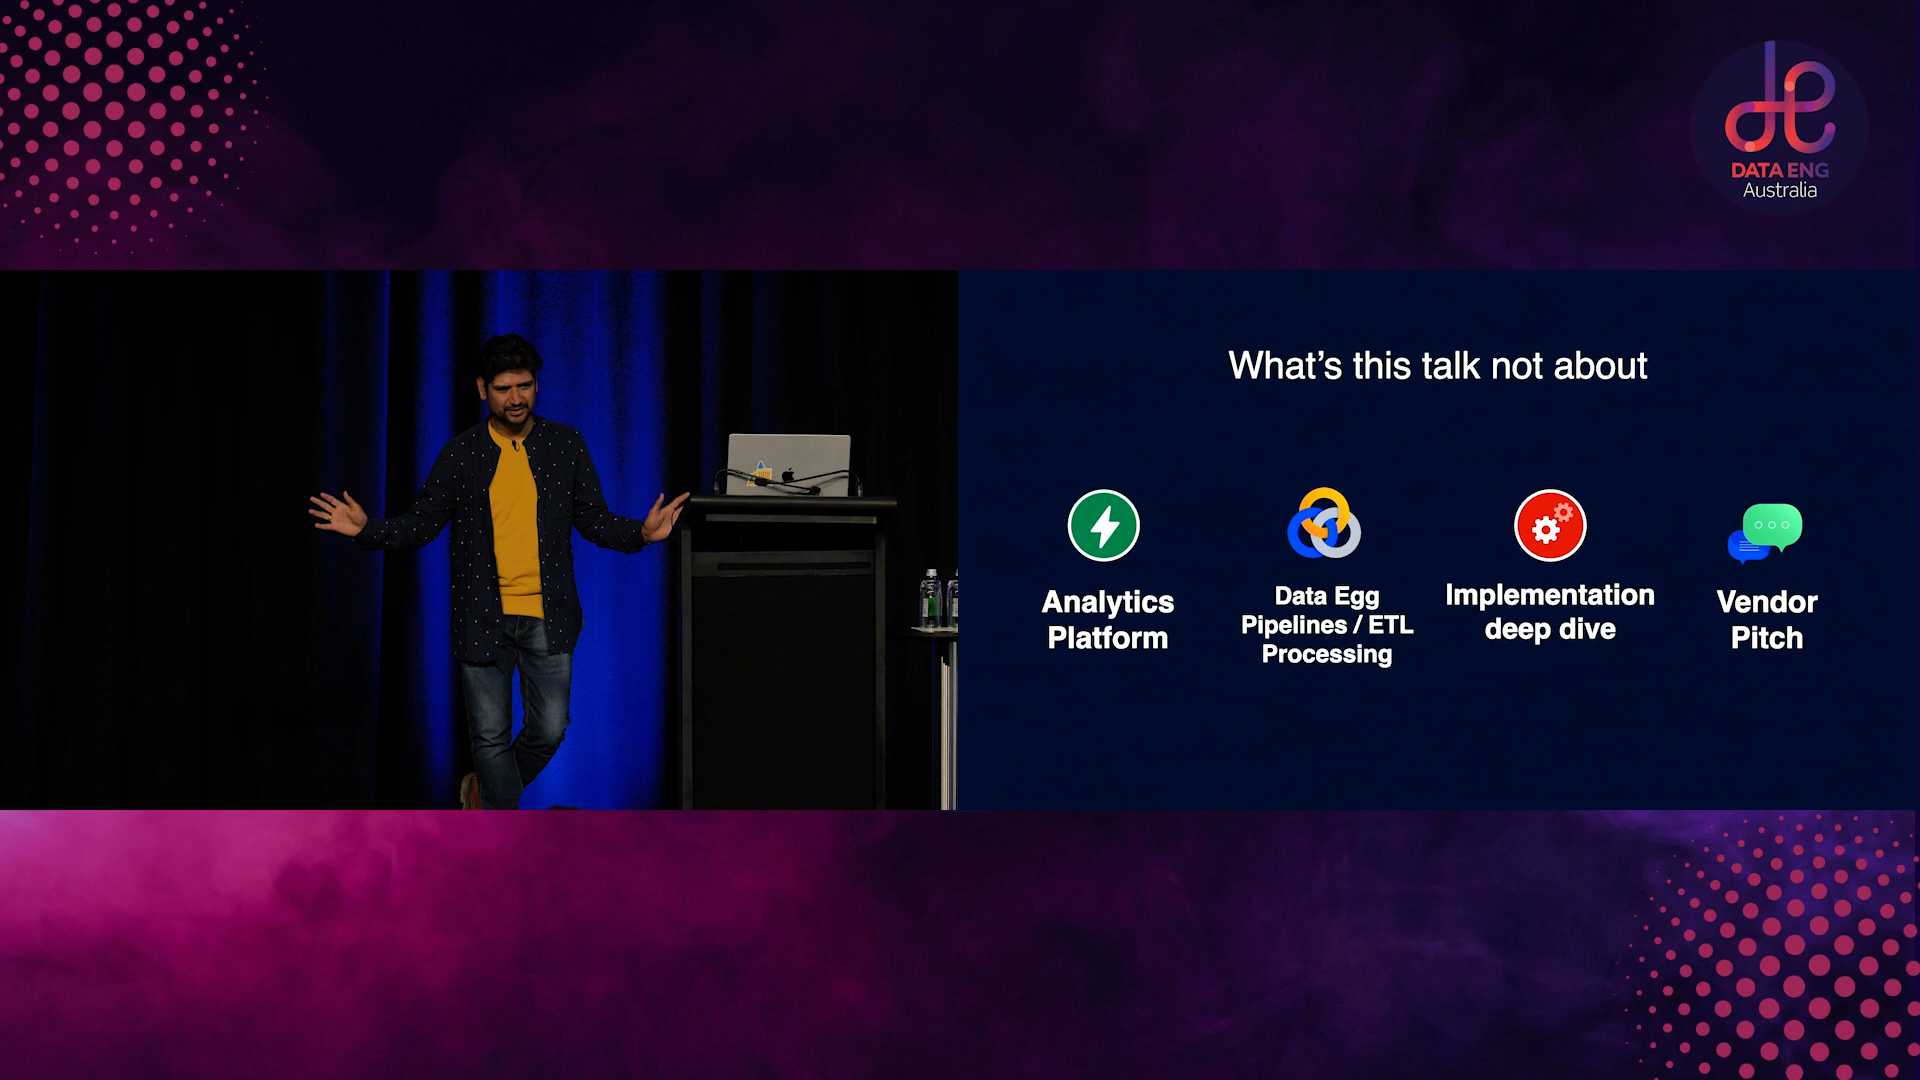 DATA ENG
Australia
What's this talk not about
Analytics
Platform
Data Egg
Pipelines / ETL
Processing
Implementation
deep dive
Vendor
Pitch